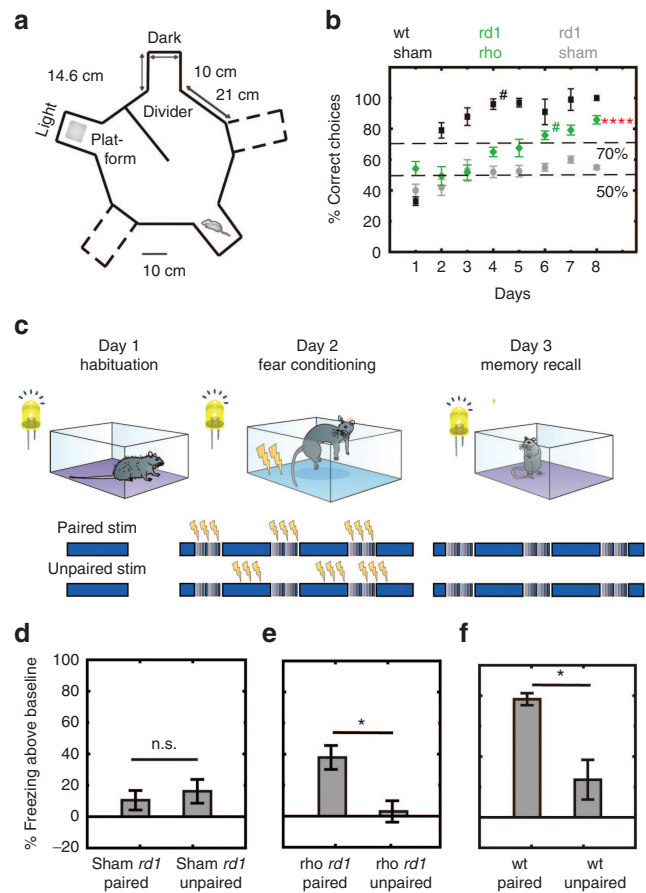 a
Dark
14.6 cm
10 cm
21 cm
Divider
Light
Plat-
form
10 cm
b
wt
sham
rd1
rho
rd1
sham
% Correct choices
100
80
60
40
20
0
#
#
****
70%
50%
1 2 3 4 5 6 7 8
Days
c
Day 1
habituation
Day 2
fear conditioning
Day 3
memory recall
Paired stim
Unpaired stim
d
% Freezing above baseline
100
80
60
40
20
0
−20
n.s.
Sham rd1
paired
Sham rd1
unpaired
e
*
rho rd1
paired
rho rd1
unpaired
f
*
wt
paired
wt
unpaired